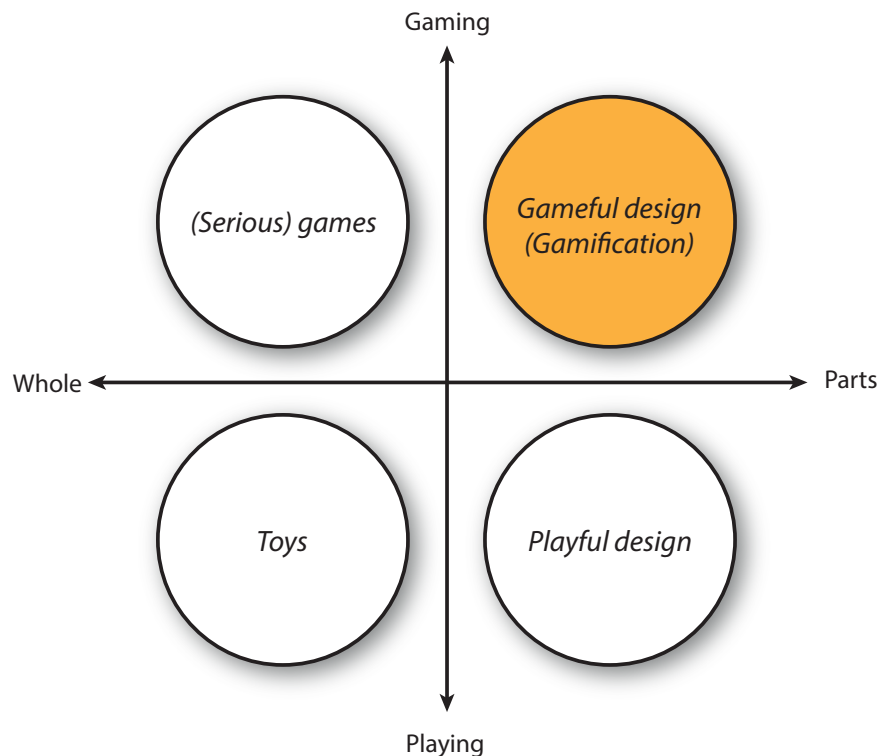 Gaming
(Serious) games
Gameful design
(Gamification)
Whole
Parts
Toys
Playful design
Playing